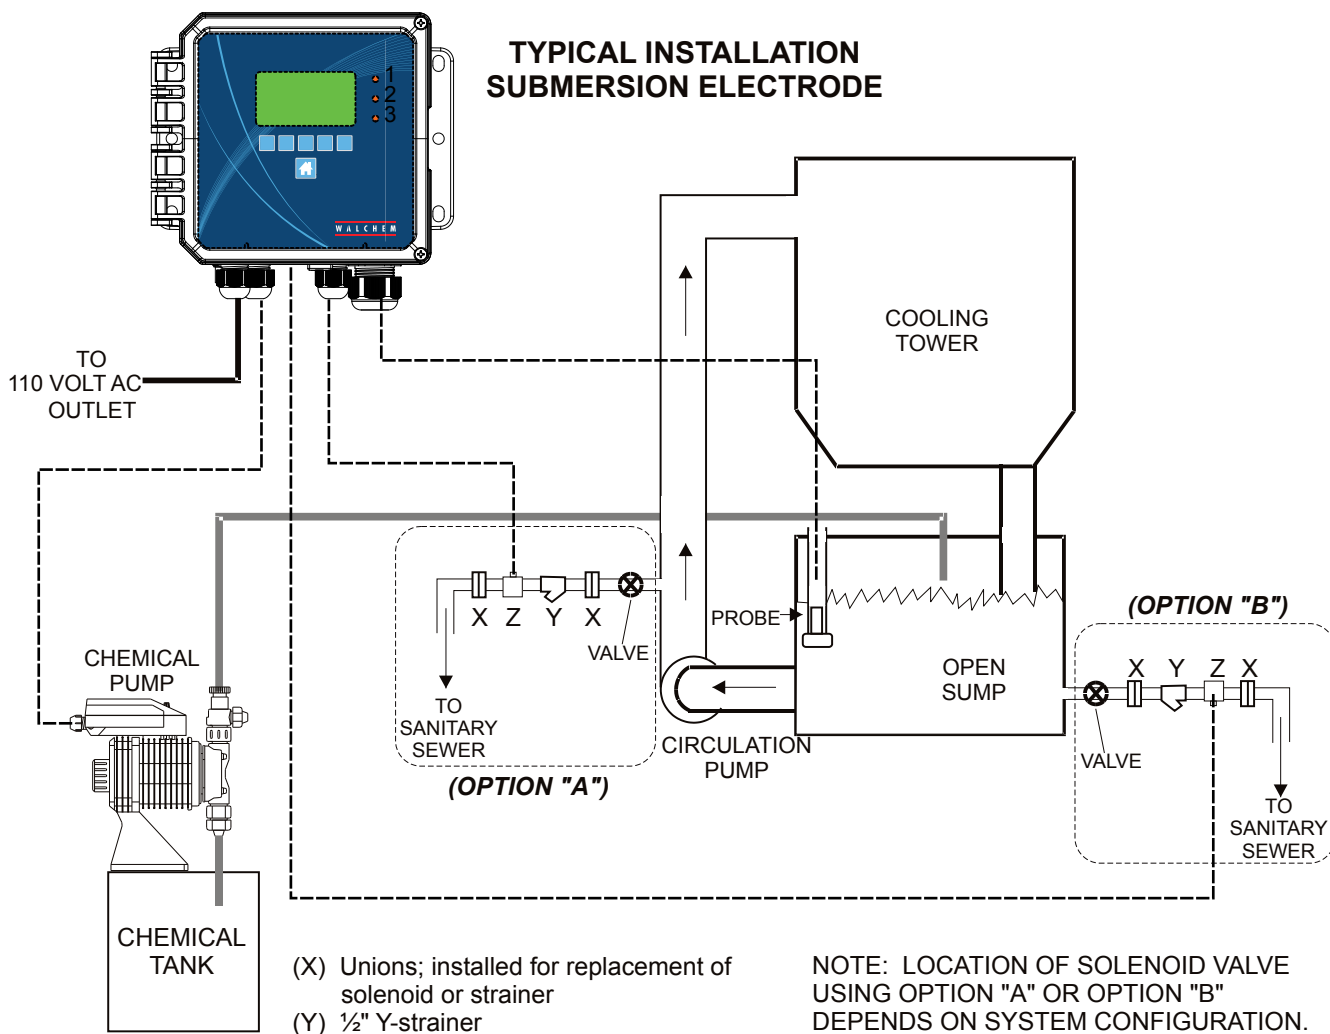 TYPICAL INSTALLATION
SUBMERSION ELECTRODE
1
2
3
WALCHEM
TO
110 VOLT AC
OUTLET
COOLING
TOWER
X Z Y X
VALVE
TO
SANITARY
SEWER
(OPTION "A")
PROBE
OPEN
SUMP
CIRCULATION
PUMP
(OPTION "B")
X Y Z X
VALVE
TO
SANITARY
SEWER
CHEMICAL
PUMP
CHEMICAL
TANK
(X) Unions; installed for replacement of
solenoid or strainer
(Y) ½" Y-strainer
NOTE: LOCATION OF SOLENOID VALVE
USING OPTION "A" OR OPTION "B"
DEPENDS ON SYSTEM CONFIGURATION.